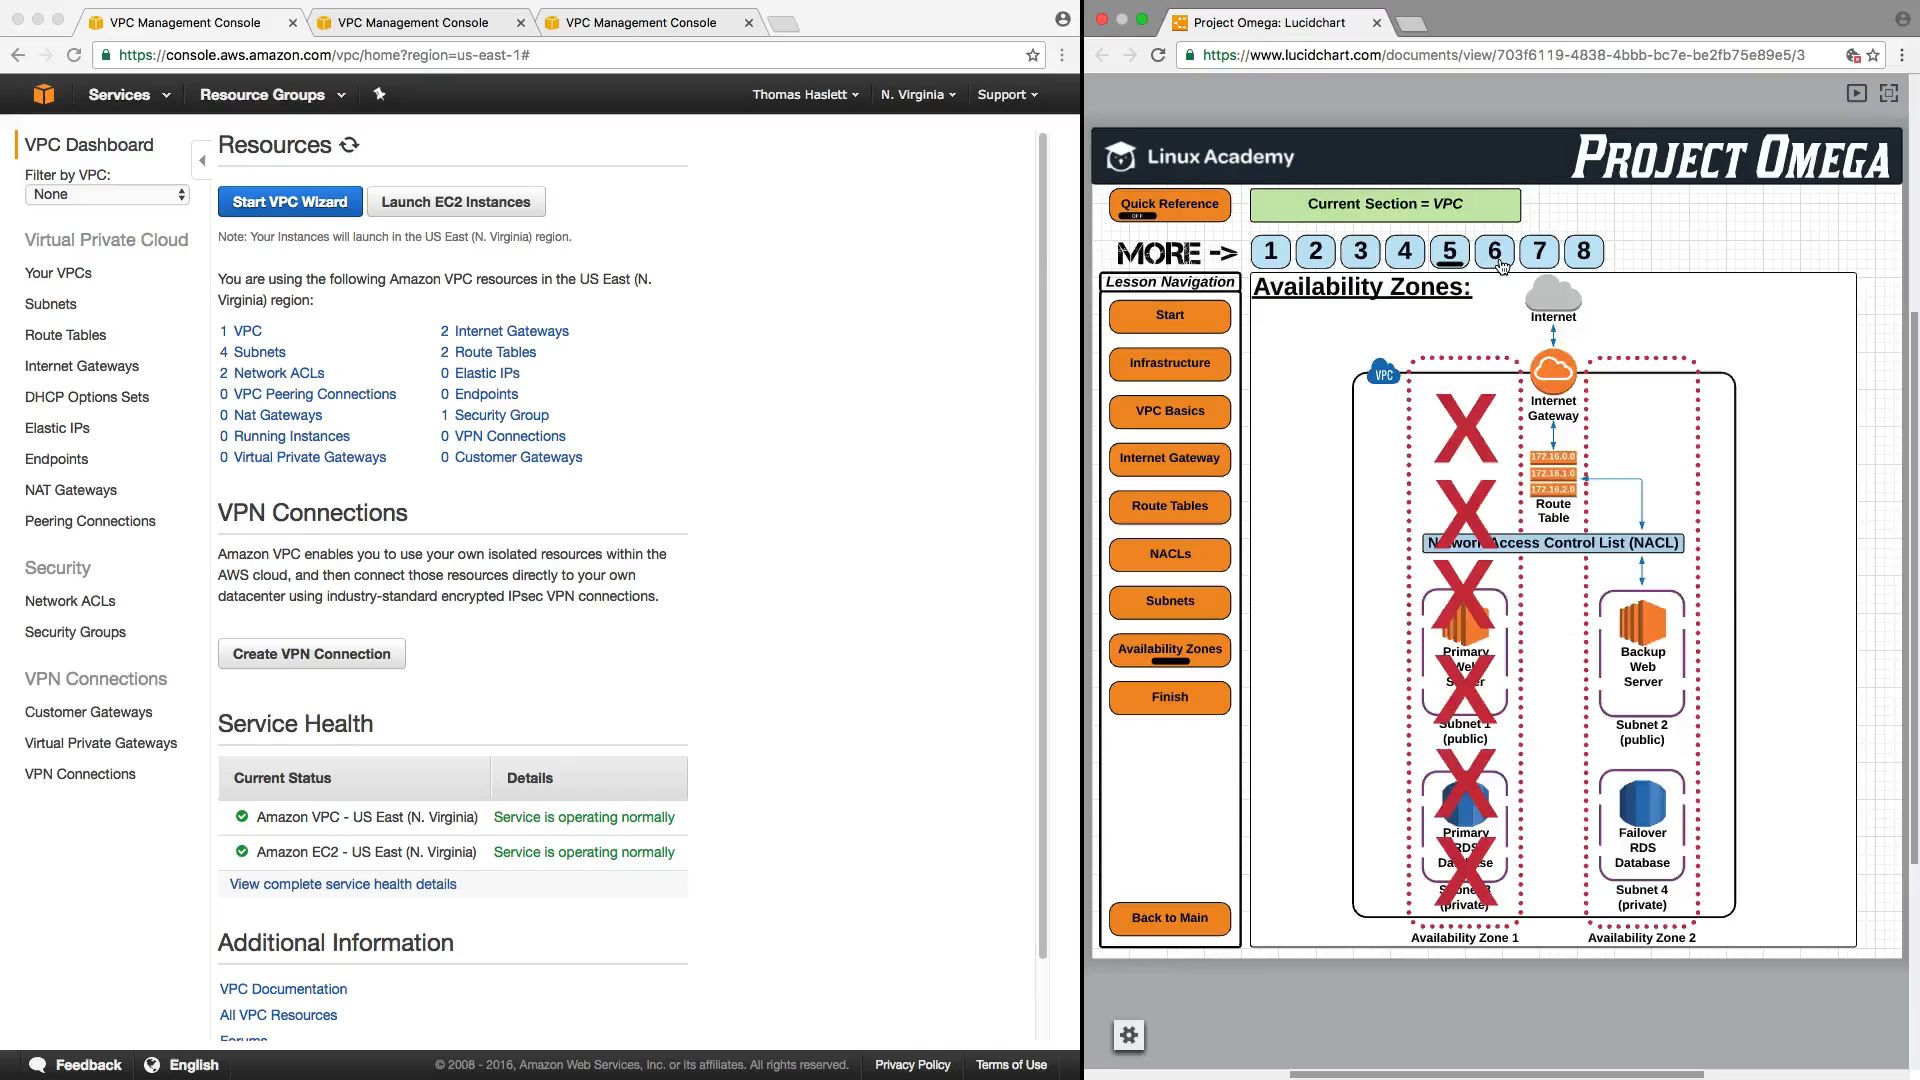 VPC Management Console
VPC Management Console
VPC Management Console
https://console.aws.amazon.com/vpc/home?region=us-east-1#
Services
Resource Groups
Thomas Haslett
N. Virginia
Support
VPC Dashboard
Filter by VPC:
None
Virtual Private Cloud
Your VPCs
Subnets
Route Tables
Internet Gateways
DHCP Options Sets
Elastic IPs
Endpoints
NAT Gateways
Peering Connections
Security
Network ACLs
Security Groups
VPN Connections
Customer Gateways
Virtual Private Gateways
VPN Connections
Resources
Start VPC Wizard
Launch EC2 Instances
Note: Your Instances will launch in the US East (N. Virginia) region.
You are using the following Amazon VPC resources in the US East (N.
Virginia) region:
1 VPC
2 Internet Gateways
4 Subnets
2 Route Tables
2 Network ACLs
0 Elastic IPs
0 VPC Peering Connections
0 Endpoints
0 Nat Gateways
1 Security Group
0 Running Instances
0 VPN Connections
0 Virtual Private Gateways
0 Customer Gateways
VPN Connections
Amazon VPC enables you to use your own isolated resources within the
AWS cloud, and then connect those resources directly to your own
datacenter using industry-standard encrypted IPsec VPN connections.
Create VPN Connection
Service Health
Current Status
Details
Amazon VPC - US East (N. Virginia)
Service is operating normally
Amazon EC2 - US East (N. Virginia)
Service is operating normally
View complete service health details
Additional Information
VPC Documentation
All VPC Resources
Forums
Feedback
English
© 2008 - 2016, Amazon Web Services, Inc. or its affiliates. All rights reserved.
Privacy Policy
Terms of Use
Project Omega: Lucidchart
https://www.lucidchart.com/documents/view/703f6119-4838-4bbb-bc7e-be2fb75e89e5/3
Linux Academy
PROJECT OMEGA
Quick Reference
OFF
Current Section = VPC
MORE ->
1
2
3
4
5
6
7
8
Lesson Navigation
Start
Infrastructure
VPC Basics
Internet Gateway
Route Tables
NACLs
Subnets
Availability Zones
Finish
Back to Main
Availability Zones:
Internet
VPC
Internet
Gateway
172.16.0.0
172.16.1.0
172.16.2.0
Route
Table
Network Access Control List (NACL)
Primary
Web
Server
Subnet 1
(public)
Backup
Web
Server
Subnet 2
(public)
Primary
RDS
Database
Subnet 3
(private)
Failover
RDS
Database
Subnet 4
(private)
Availability Zone 1
Availability Zone 2